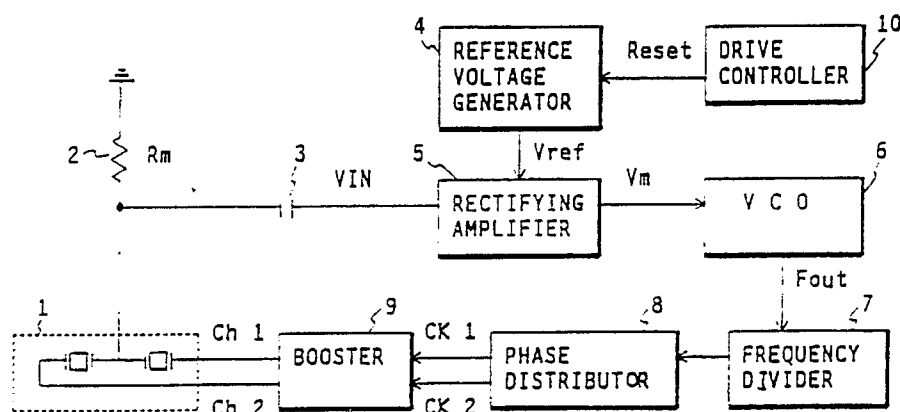 4
10
REFERENCE
VOLTAGE
GENERATOR
Reset
DRIVE
CONTROLLER
2
Rm
3
VIN
5
Vref
RECTIFYING
AMPLIFIER
Vm
6
V C O
Fout
1
Ch 1
9
BOOSTER
CK 1
8
PHASE
DISTRIBUTOR
7
FREQUENCY
DIVIDER
Ch 2
CK 2